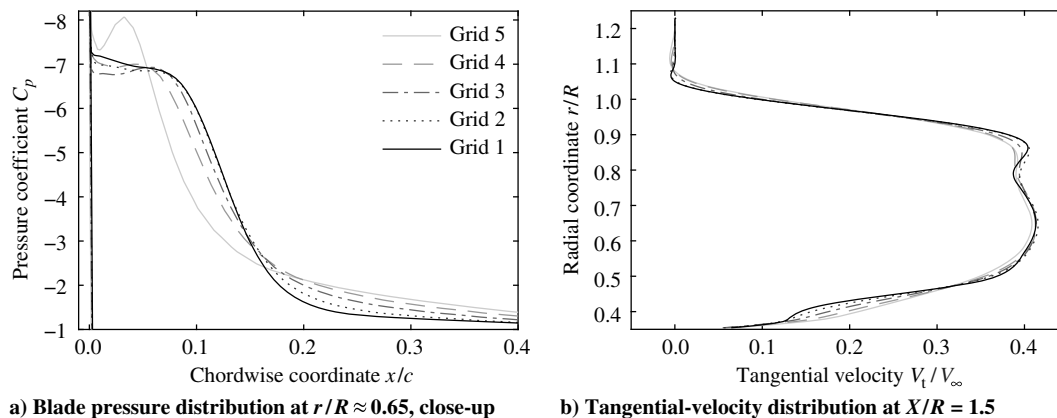 -8
-7
-6
-5
-4
-3
-2
-1
Pressure coefficient Cp
0.0 0.1 0.2 0.3 0.4
Chordwise coordinate x/c
Grid 5
Grid 4
Grid 3
Grid 2
Grid 1
a) Blade pressure distribution at r/R ≈ 0.65, close-up
1.2
1.1
1.0
0.9
0.8
0.7
0.6
0.5
0.4
Radial coordinate r/R
0.0 0.1 0.2 0.3 0.4
Tangential velocity Vt/V∞
b) Tangential-velocity distribution at X/R = 1.5